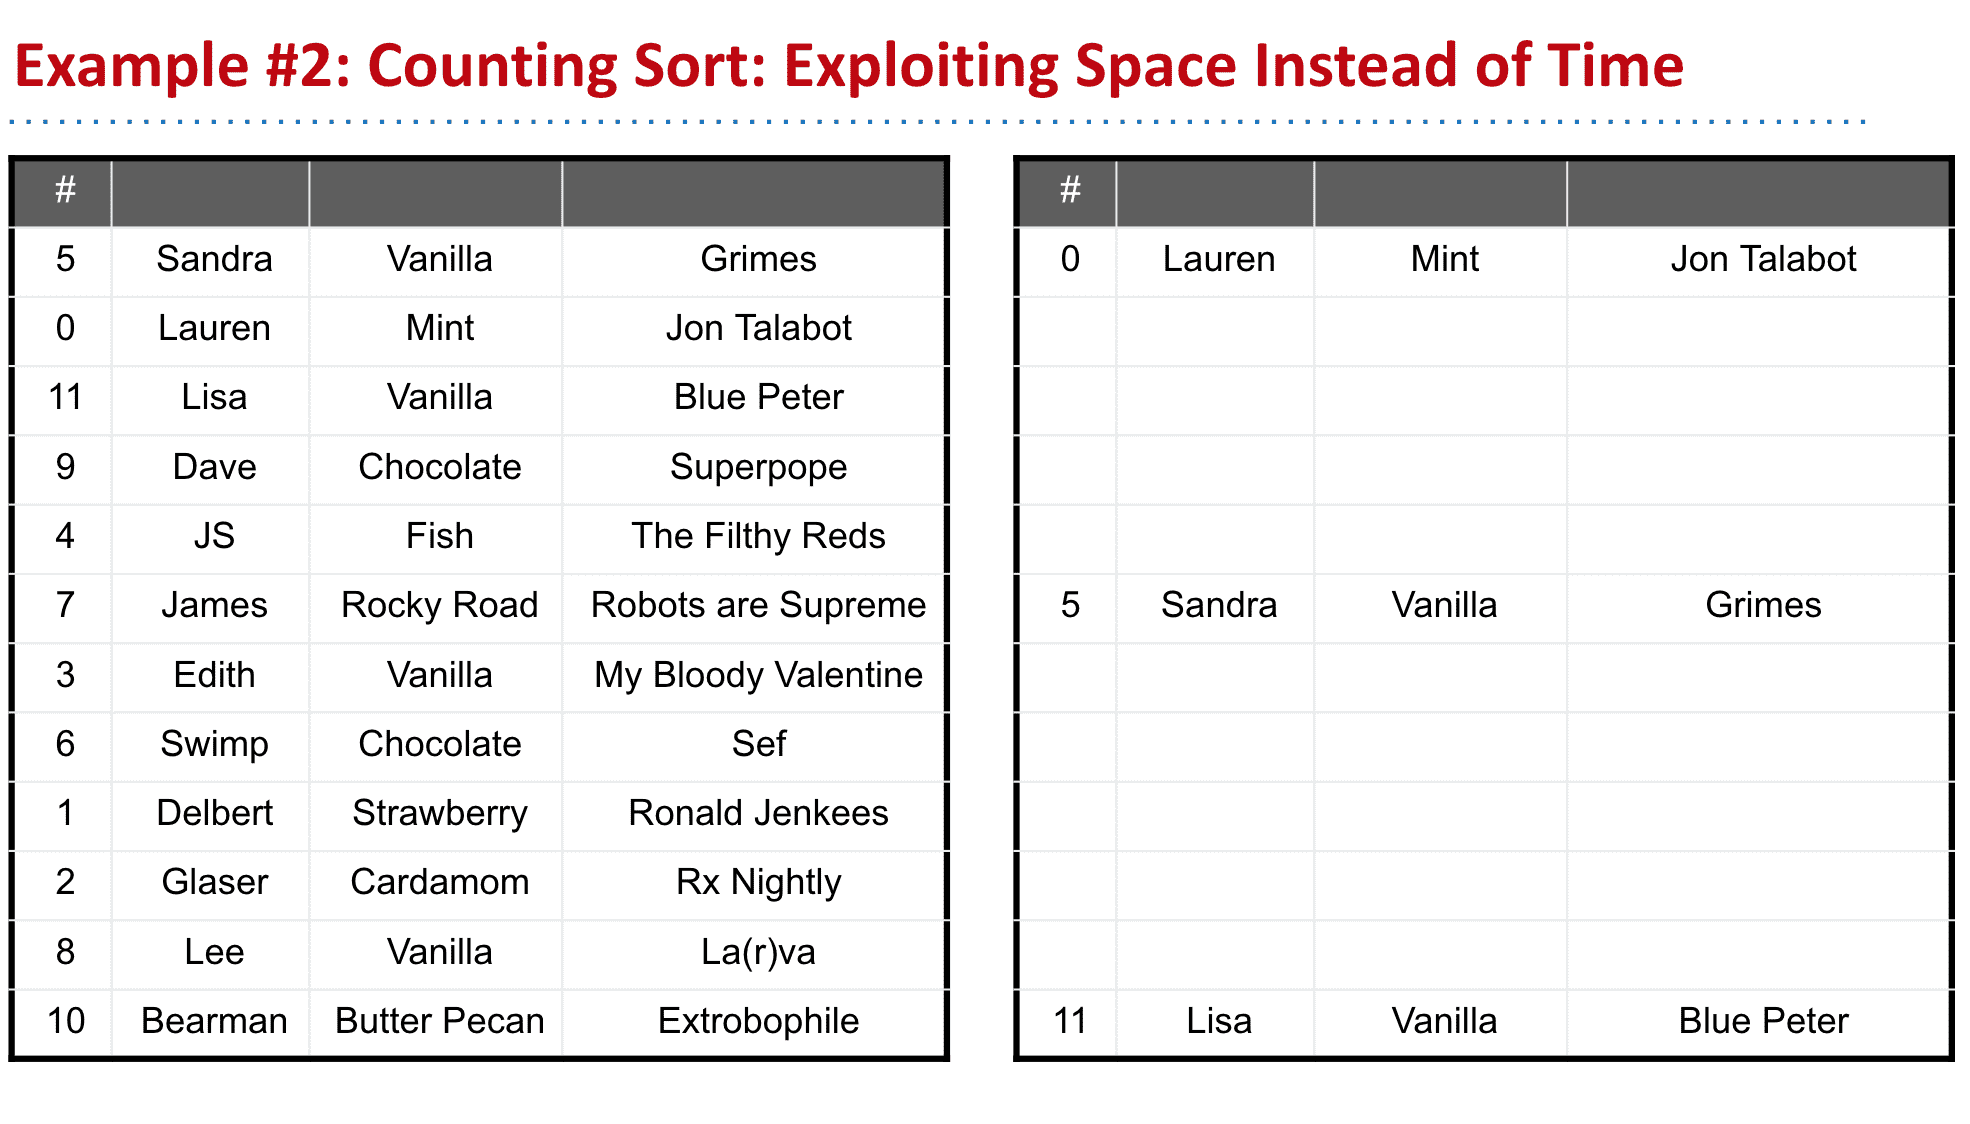 Example #2: Counting Sort: Exploiting Space Instead of Time
#
5 Sandra Vanilla Grimes
0 Lauren Mint Jon Talabot
11 Lisa Vanilla Blue Peter
9 Dave Chocolate Superpope
4 JS Fish The Filthy Reds
7 James Rocky Road Robots are Supreme
3 Edith Vanilla My Bloody Valentine
6 Swimp Chocolate Sef
1 Delbert Strawberry Ronald Jenkees
2 Glaser Cardamom Rx Nightly
8 Lee Vanilla La(r)va
10 Bearman Butter Pecan Extrobophile
#
0 Lauren Mint Jon Talabot
5 Sandra Vanilla Grimes
11 Lisa Vanilla Blue Peter